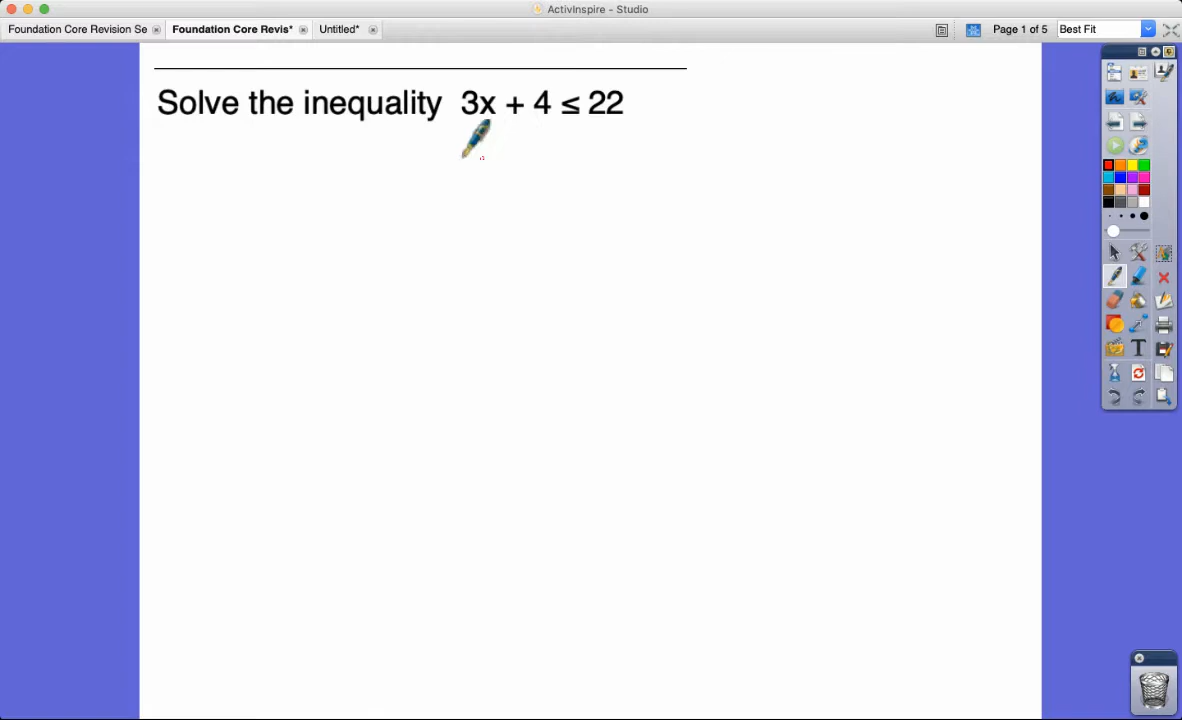 ActivInspire - Studio
Foundation Core Revision Se
Foundation Core Revis*
Untitled*
Page 1 of 5
Best Fit
Solve the inequality 3x + 4 ≤ 22
T